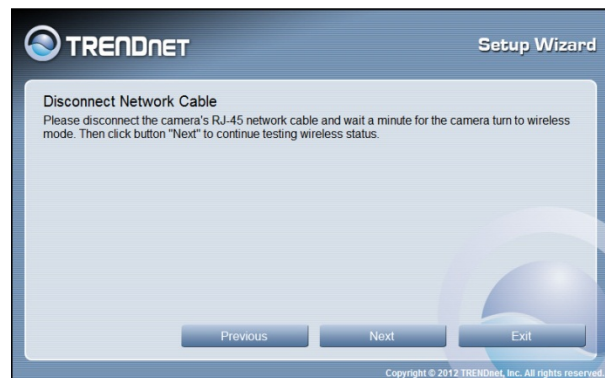 TRENDNET
Setup Wizard
Disconnect Network Cable
Please disconnect the camera's RJ-45 network cable and wait a minute for the camera turn to wireless
mode. Then click button "Next" to continue testing wireless status.
Previous
Next
Exit
Copyright © 2012 TRENDnet, Inc. All rights reserved.